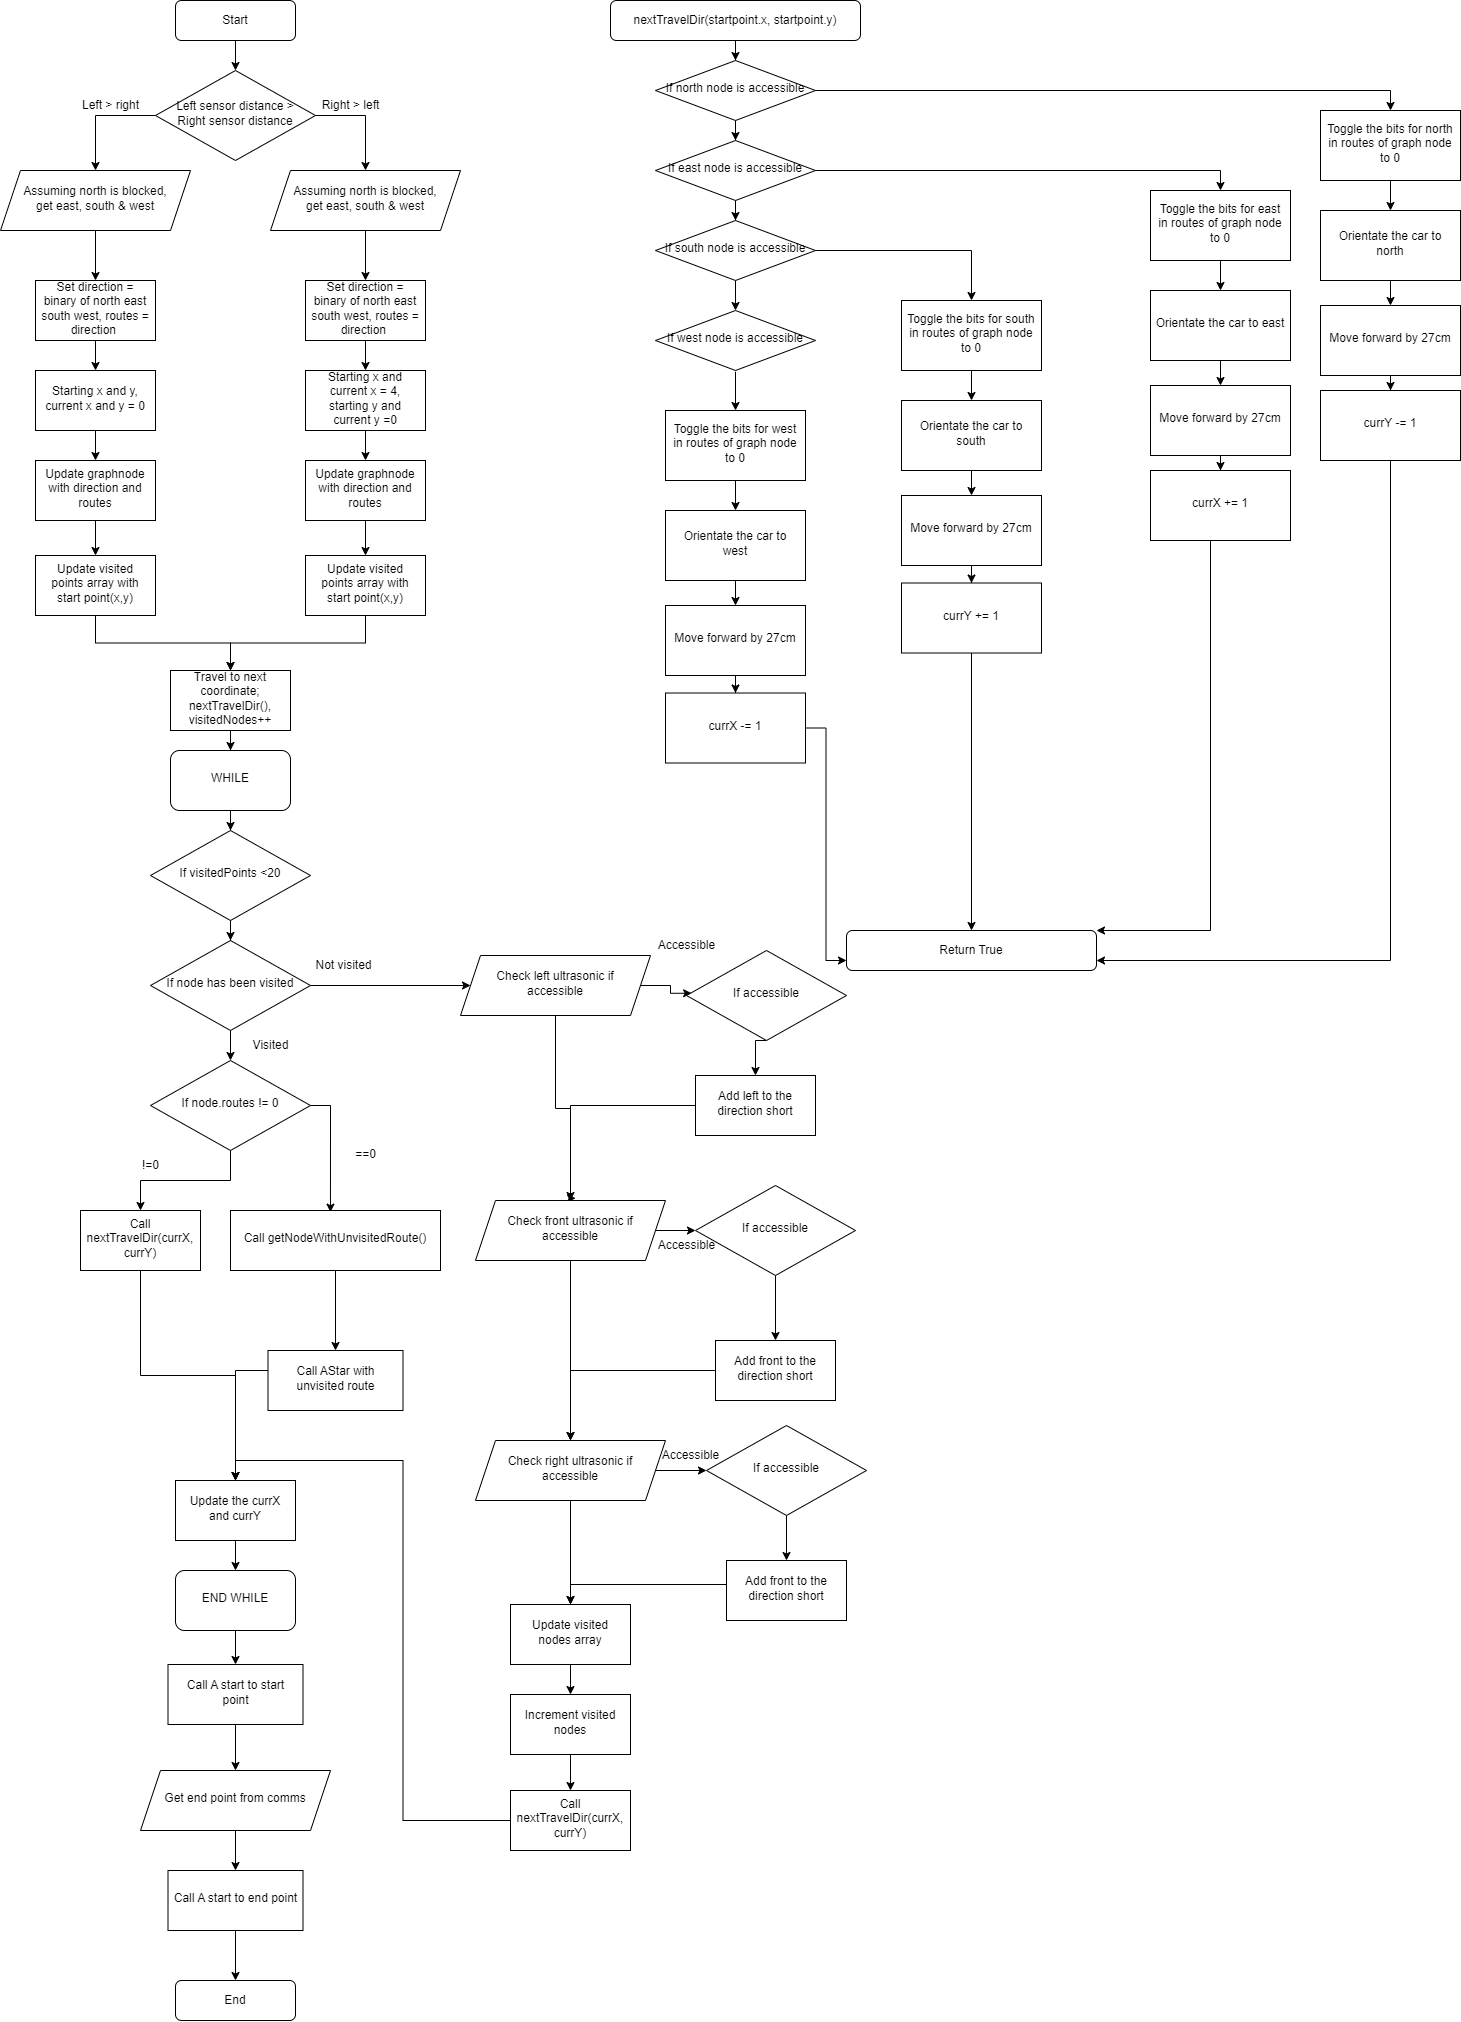 Start
Left sensor distance >
Right sensor distance
Left > right
Right > left
Assuming north is blocked,
get east, south & west
Assuming north is blocked,
get east, south & west
Set direction =
binary of north east
south west, routes =
direction
Set direction =
binary of north east
south west, routes =
direction
Starting x and y,
current x and y = 0
Starting x and
current x = 4,
starting y and
current y =0
Update graphnode
with direction and
routes
Update graphnode
with direction and
routes
Update visited
points array with
start point(x,y)
Update visited
points array with
start point(x,y)
Travel to next
coordinate;
nextTravelDir(),
visitedNodes++
WHILE
If visitedPoints <20
If node has been visited
Not visited
Visited
If node.routes != 0
!=0
==0
Call
nextTravelDir(currX,
currY)
Call getNodeWithUnvisitedRoute()
Call AStar with
unvisited route
Update the currX
and currY
END WHILE
Call A start to start
point
Get end point from comms
Call A start to end point
End
Check left ultrasonic if
accessible
Accessible
If accessible
Add left to the
direction short
Check front ultrasonic if
accessible
Accessible
If accessible
Add front to the
direction short
Check right ultrasonic if
accessible
Accessible
If accessible
Add front to the
direction short
Update visited
nodes array
Increment visited
nodes
Call
nextTravelDir(currX,
currY)
nextTravelDir(startpoint.x, startpoint.y)
If north node is accessible
If east node is accessible
If south node is accessible
If west node is accessible
Toggle the bits for west
in routes of graph node
to 0
Orientate the car to
west
Move forward by 27cm
currX -= 1
Toggle the bits for south
in routes of graph node
to 0
Orientate the car to
south
Move forward by 27cm
currY += 1
Toggle the bits for east
in routes of graph node
to 0
Orientate the car to east
Move forward by 27cm
currX += 1
Toggle the bits for north
in routes of graph node
to 0
Orientate the car to
north
Move forward by 27cm
currY -= 1
Return True